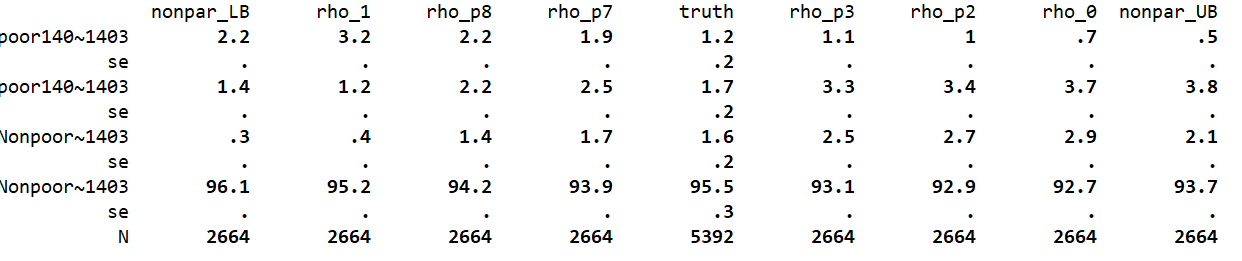 nonpar_LB rho_1 rho_p8 rho_p7 truth rho_p3 rho_p2 rho_0 nonpar_UB
poor140~1403 2.2 3.2 2.2 1.9 1.2 1.1 1 .7 .5
se . . . . .2 . . . .
poor140~1403 1.4 1.2 2.2 2.5 1.7 3.3 3.4 3.7 3.8
se . . . . .2 . . . .
Nonpoor~1403 .3 .4 1.4 1.7 1.6 2.5 2.7 2.9 2.1
se . . . . .2 . . . .
Nonpoor~1403 96.1 95.2 94.2 93.9 95.5 93.1 92.9 92.7 93.7
se . . . . .3 . . . .
N 2664 2664 2664 2664 5392 2664 2664 2664 2664